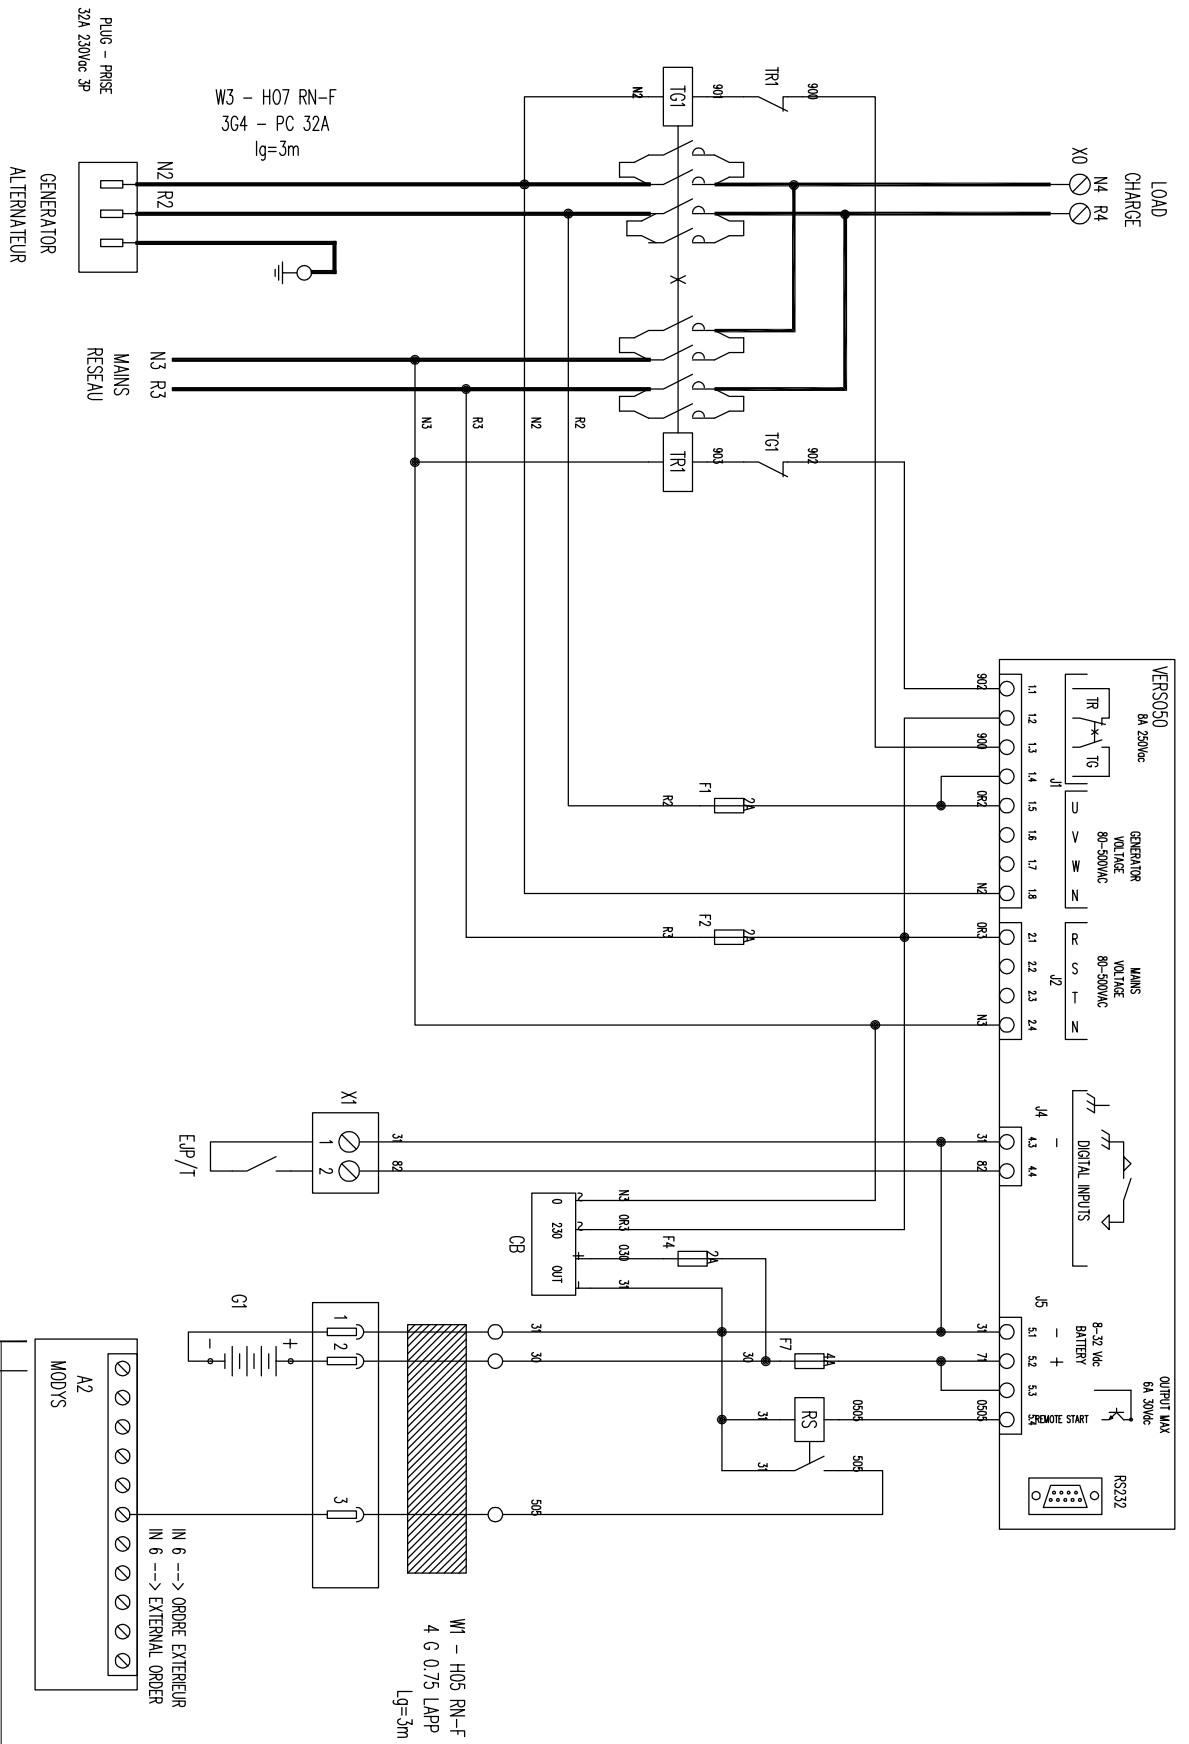 PLUG - PRISE
32A 230Vac 3P
W3 - H07 RN-F
3G4 - PC 32A
lg=3m
GENERATOR
ALTERNATEUR
N2
R2
MAINS
RESEAU
N3
R3
N2
TG1
901
TR1
900
X0
N4
R4
LOAD
CHARGE
N3
R3
N2
R2
TR1
903
TG1
902
VERSO50
8A 250Vac
TR
TG
902
900
0R2
N2
1.1
1.2
1.3
1.4
1.5
1.6
1.7
1.8
J1
U
V
W
N
GENERATOR
VOLTAGE
80-500VAC
R2
F1
2A
R3
F2
2A
0R3
N3
2.1
2.2
2.3
2.4
J2
R
S
T
N
MAINS
VOLTAGE
80-500VAC
J4
4.3
4.4
-
DIGITAL INPUTS
31
82
X1
1
2
31
82
EJP/T
CB
0
230
OUT
2
2
+
-
N3
0R3
030
31
F4
2A
J5
5.1
5.2
5.3
5.4
-
+
8-32 Vdc
BATTERY
REMOTE START
OUTPUT MAX
6A 30Vdc
RS232
31
71
0505
F7
4A
30
RS
31
31
505
G1
-
+
1
2
3
31
30
505
A2
MODYS
IN 6 --> ORDRE EXTERIEUR
IN 6 --> EXTERNAL ORDER
W1 - H05 RN-F
4 G 0.75 LAPP
Lg=3m